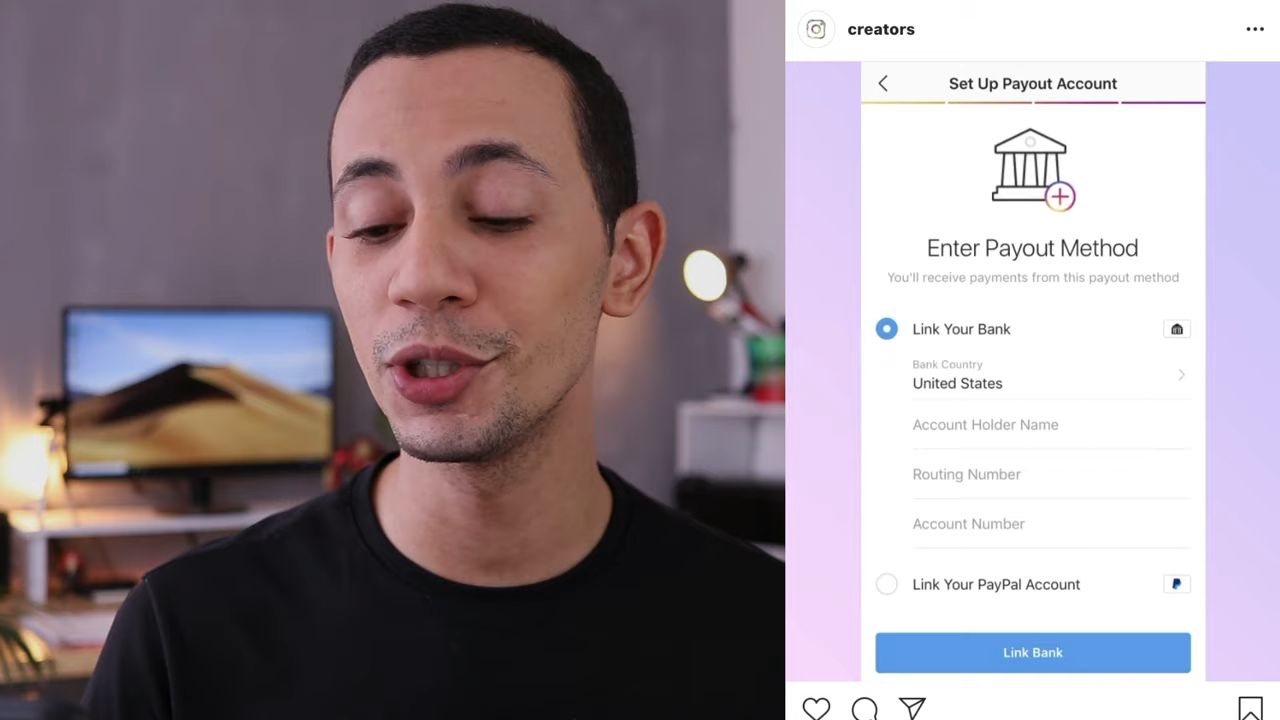 creators
Set Up Payout Account
Enter Payout Method
You'll receive payments from this payout method
Link Your Bank
Bank Country
United States
Account Holder Name
Routing Number
Account Number
Link Your PayPal Account
Link Bank